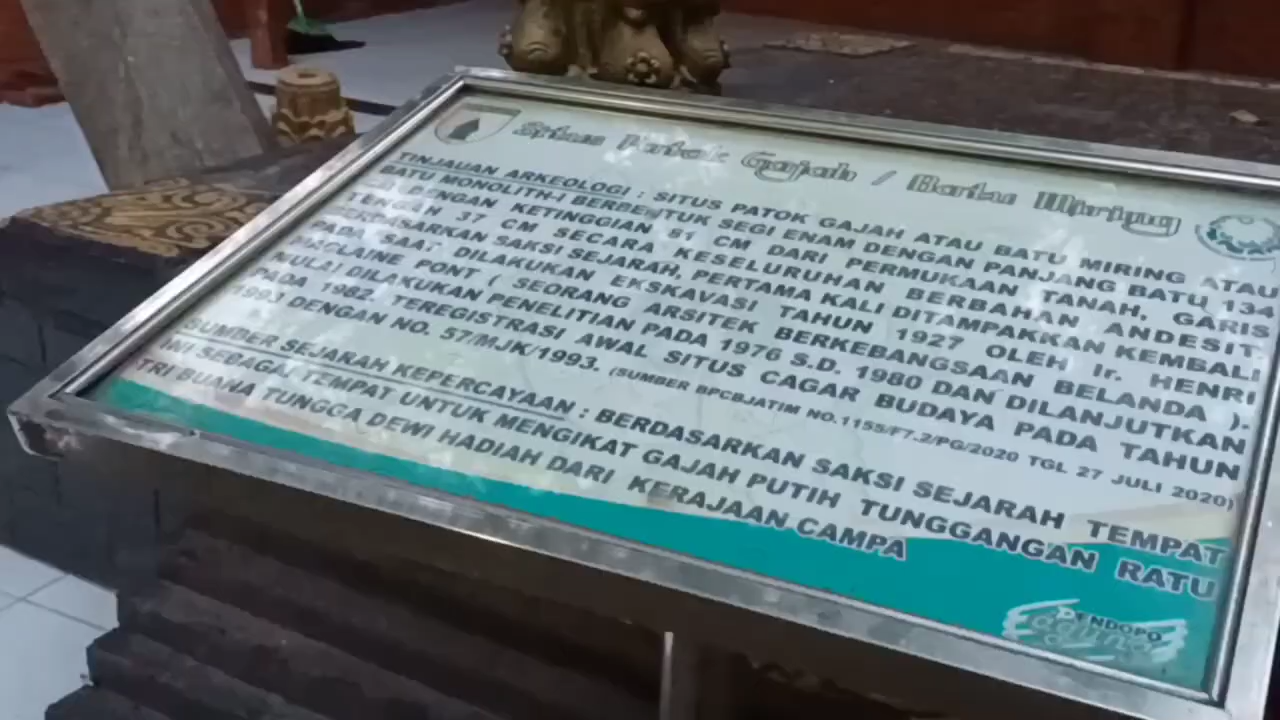 Situs Patok Gajah / Batu Miring
TINJAUAN ARKEOLOGI : SITUS PATOK GAJAH ATAU BATU MIRING ATAU
BATU MONOLITH-I BERBENTUK SEGI ENAM DENGAN PANJANG BATU 134
CM DENGAN KETINGGIAN 81 CM DARI PERMUKAAN TANAH, GARIS
TENGAH 37 CM SECARA KESELURUHAN BERBAHAN ANDESIT.
BERDASARKAN SAKSI SEJARAH, PERTAMA KALI DITAMPAKKAN KEMBALI
PADA SAAT DILAKUKAN EKSKAVASI TAHUN 1927 OLEH Ir. HENRI
MACLAINE PONT ( SEORANG ARSITEK BERKEBANGSAAN BELANDA ).
MULAI DILAKUKAN PENELITIAN PADA 1976 S.D. 1980 DAN DILANJUTKAN
PADA 1982. TEREGISTRASI AWAL SITUS CAGAR BUDAYA PADA TAHUN
1993 DENGAN NO. 57/MJK/1993. (SUMBER BPCBJATIM NO.1155/F7.2/PG/2020 TGL 27 JULI 2020)
SUMBER SEJARAH KEPERCAYAAN : BERDASARKAN SAKSI SEJARAH TEMPAT
INI SEBAGAI TEMPAT UNTUK MENGIKAT GAJAH PUTIH TUNGGANGAN RATU
TRI BUANA TUNGGA DEWI HADIAH DARI KERAJAAN CAMPA
PENDOPO
agung